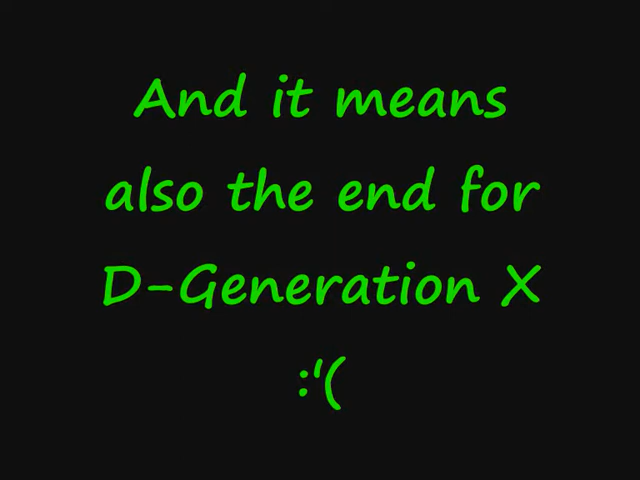 And it means
also the end for
D-Generation X
:'(